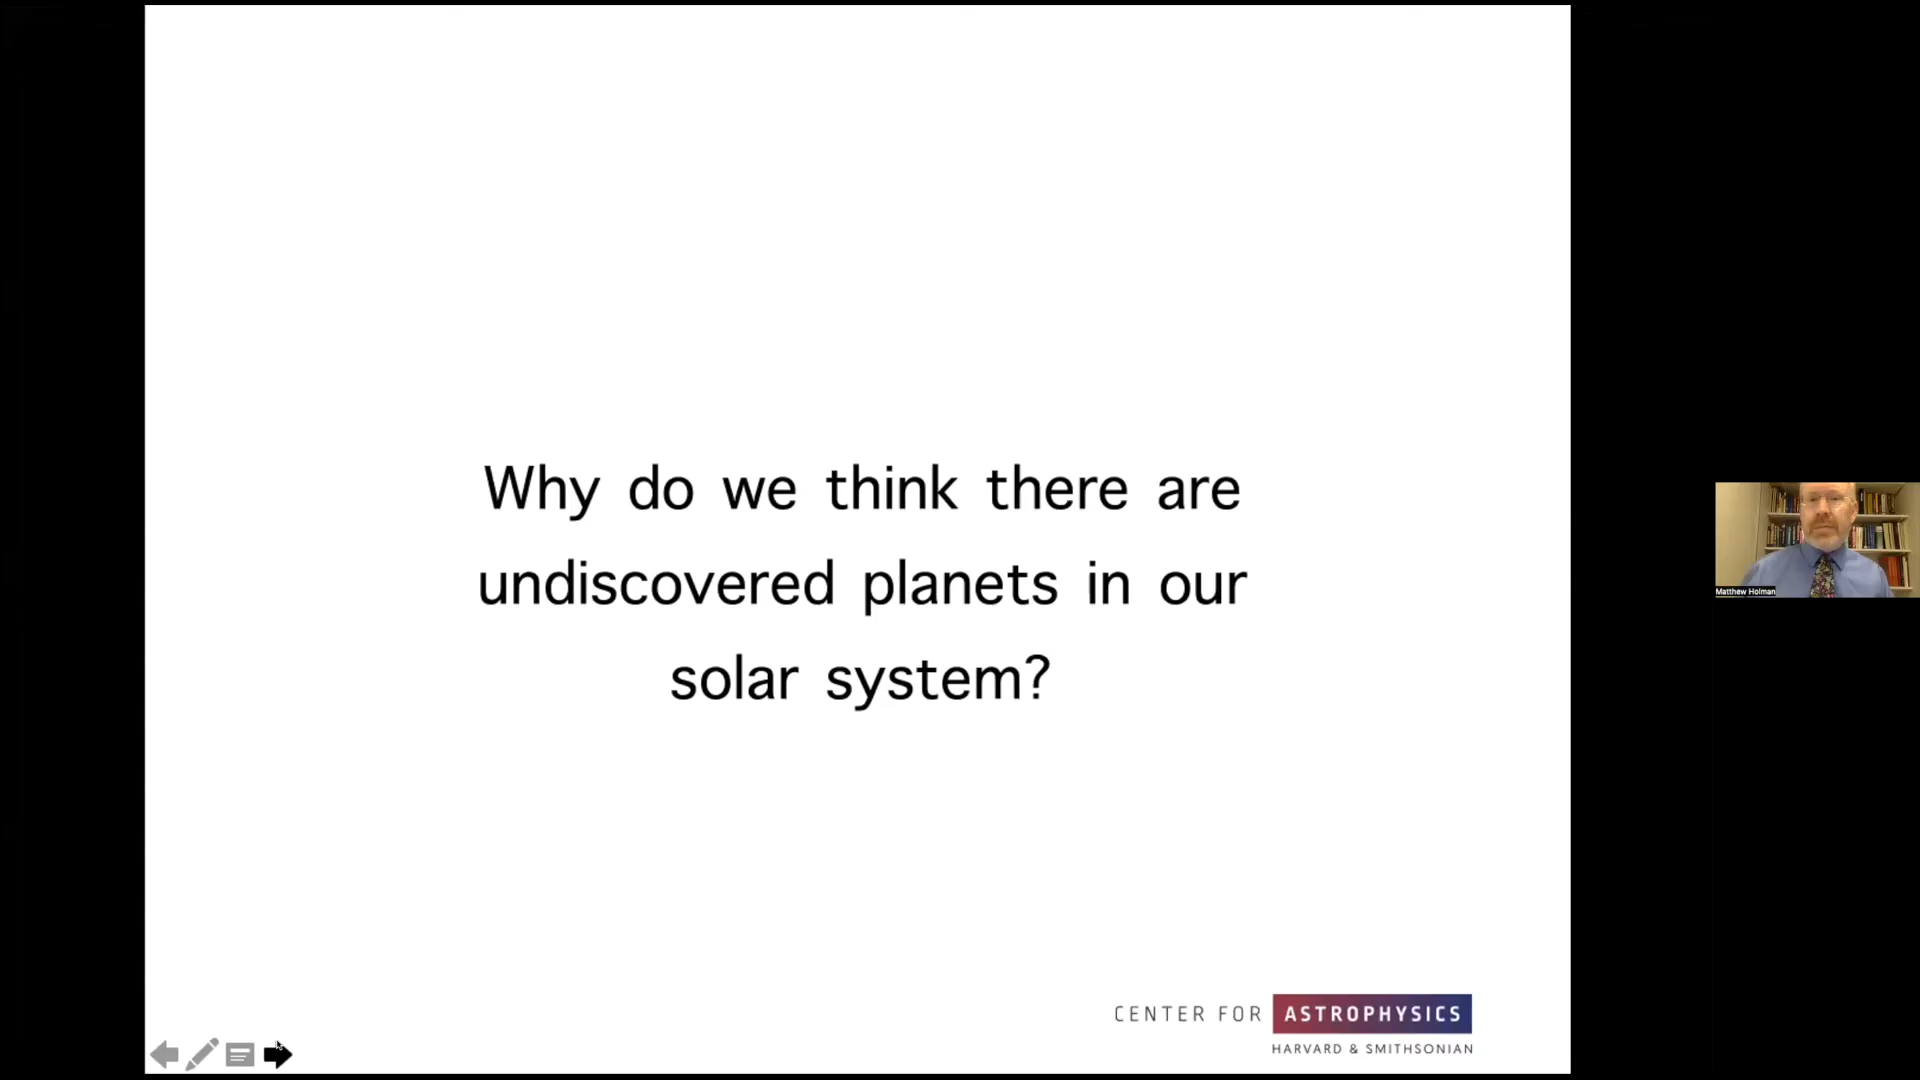 Why do we think there are
undiscovered planets in our
solar system?
Matthew Holman
CENTER FOR ASTROPHYSICS
HARVARD & SMITHSONIAN